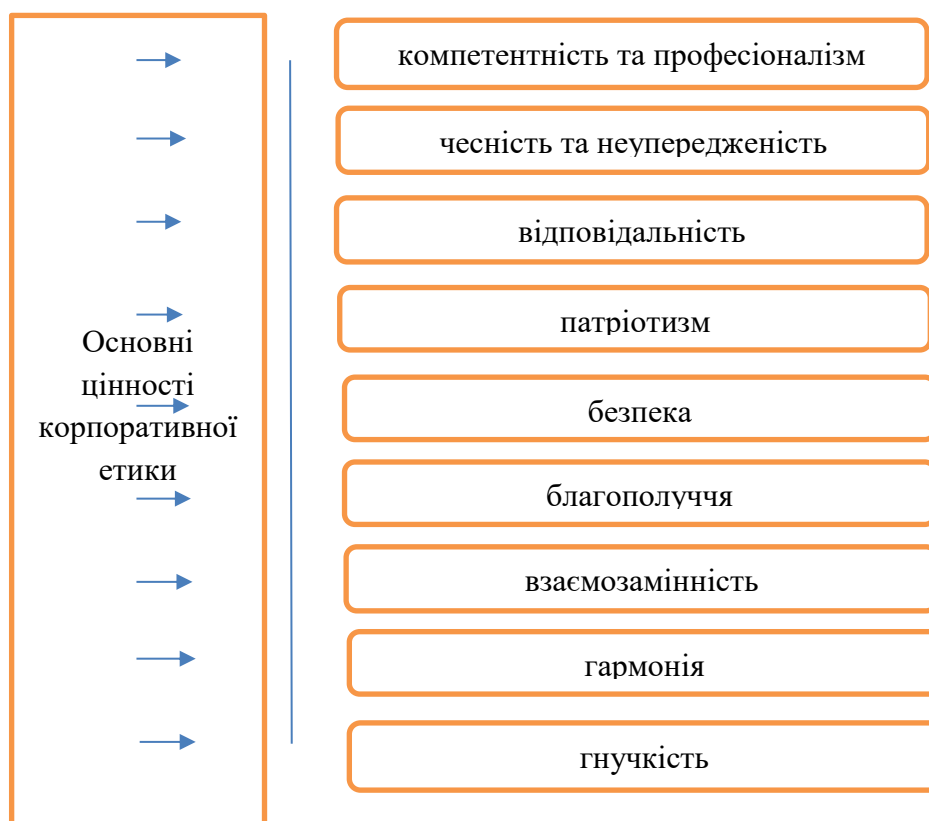 Основні
цінності
корпоративної
етики
компетентність та професіоналізм
чесність та неупередженість
відповідальність
патріотизм
безпека
благополуччя
взаємозамінність
гармонія
гнучкість